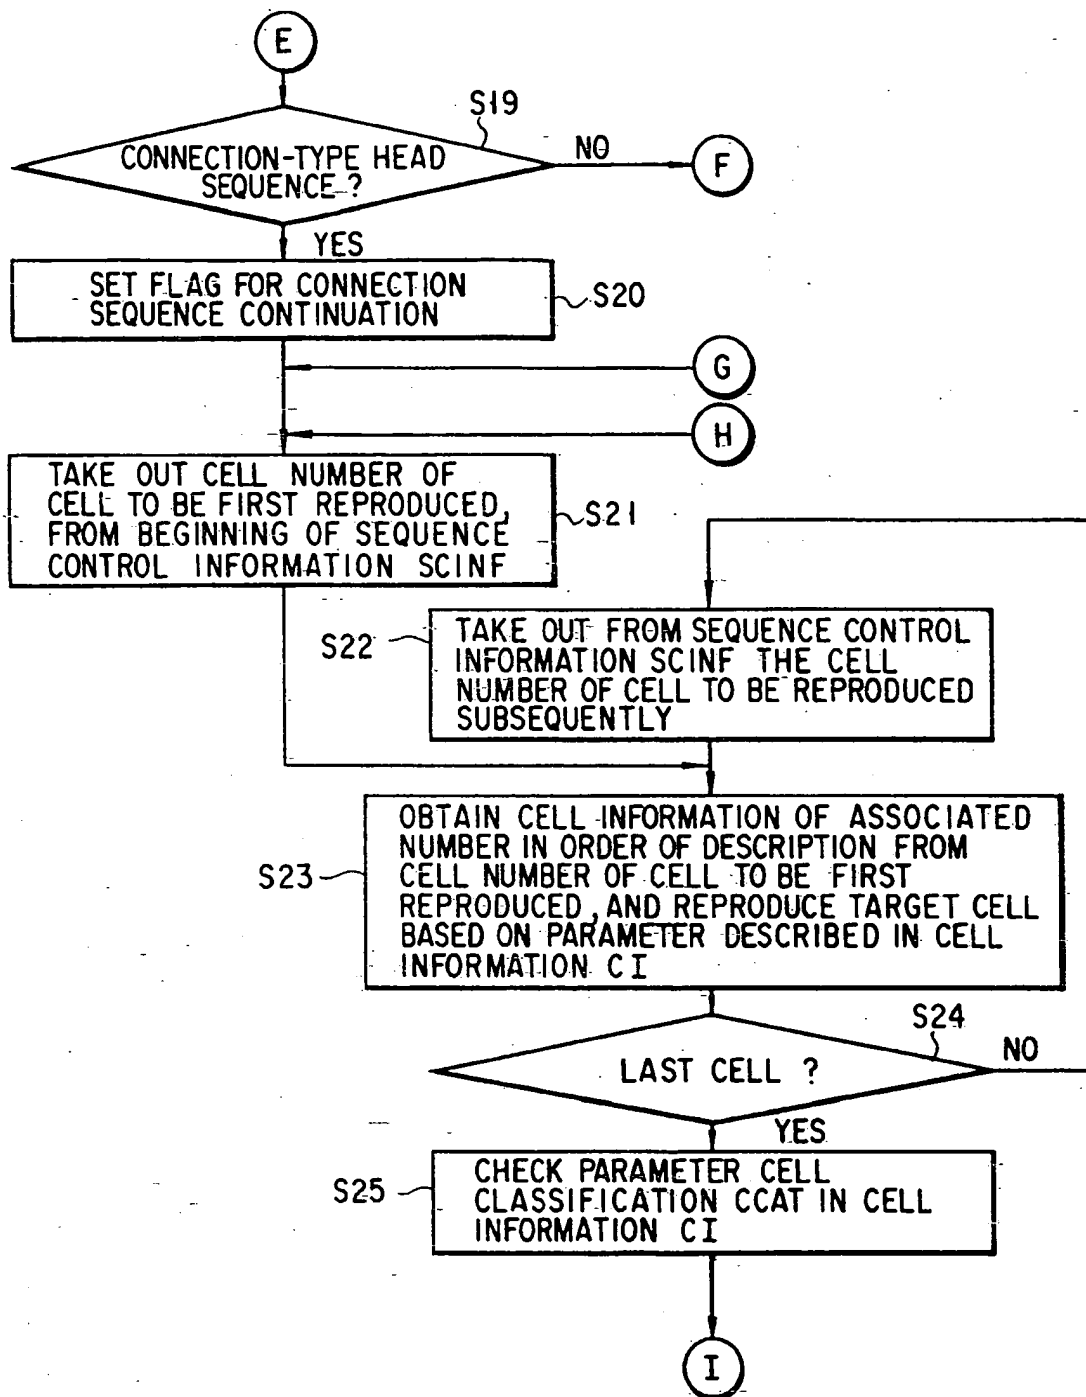 E
S19
CONNECTION-TYPE HEAD
SEQUENCE ?
NO
F
YES
SET FLAG FOR CONNECTION
SEQUENCE CONTINUATION
S20
G
H
TAKE OUT CELL NUMBER OF
CELL TO BE FIRST REPRODUCED,
FROM BEGINNING OF SEQUENCE
CONTROL INFORMATION SCINF
S21
S22
TAKE OUT FROM SEQUENCE CONTROL
INFORMATION SCINF THE CELL
NUMBER OF CELL TO BE REPRODUCED
SUBSEQUENTLY
S23
OBTAIN CELL INFORMATION OF ASSOCIATED
NUMBER IN ORDER OF DESCRIPTION FROM
CELL NUMBER OF CELL TO BE FIRST
REPRODUCED, AND REPRODUCE TARGET CELL
BASED ON PARAMETER DESCRIBED IN CELL
INFORMATION CI
S24
LAST CELL ?
NO
YES
S25
CHECK PARAMETER CELL
CLASSIFICATION CCAT IN CELL
INFORMATION CI
I